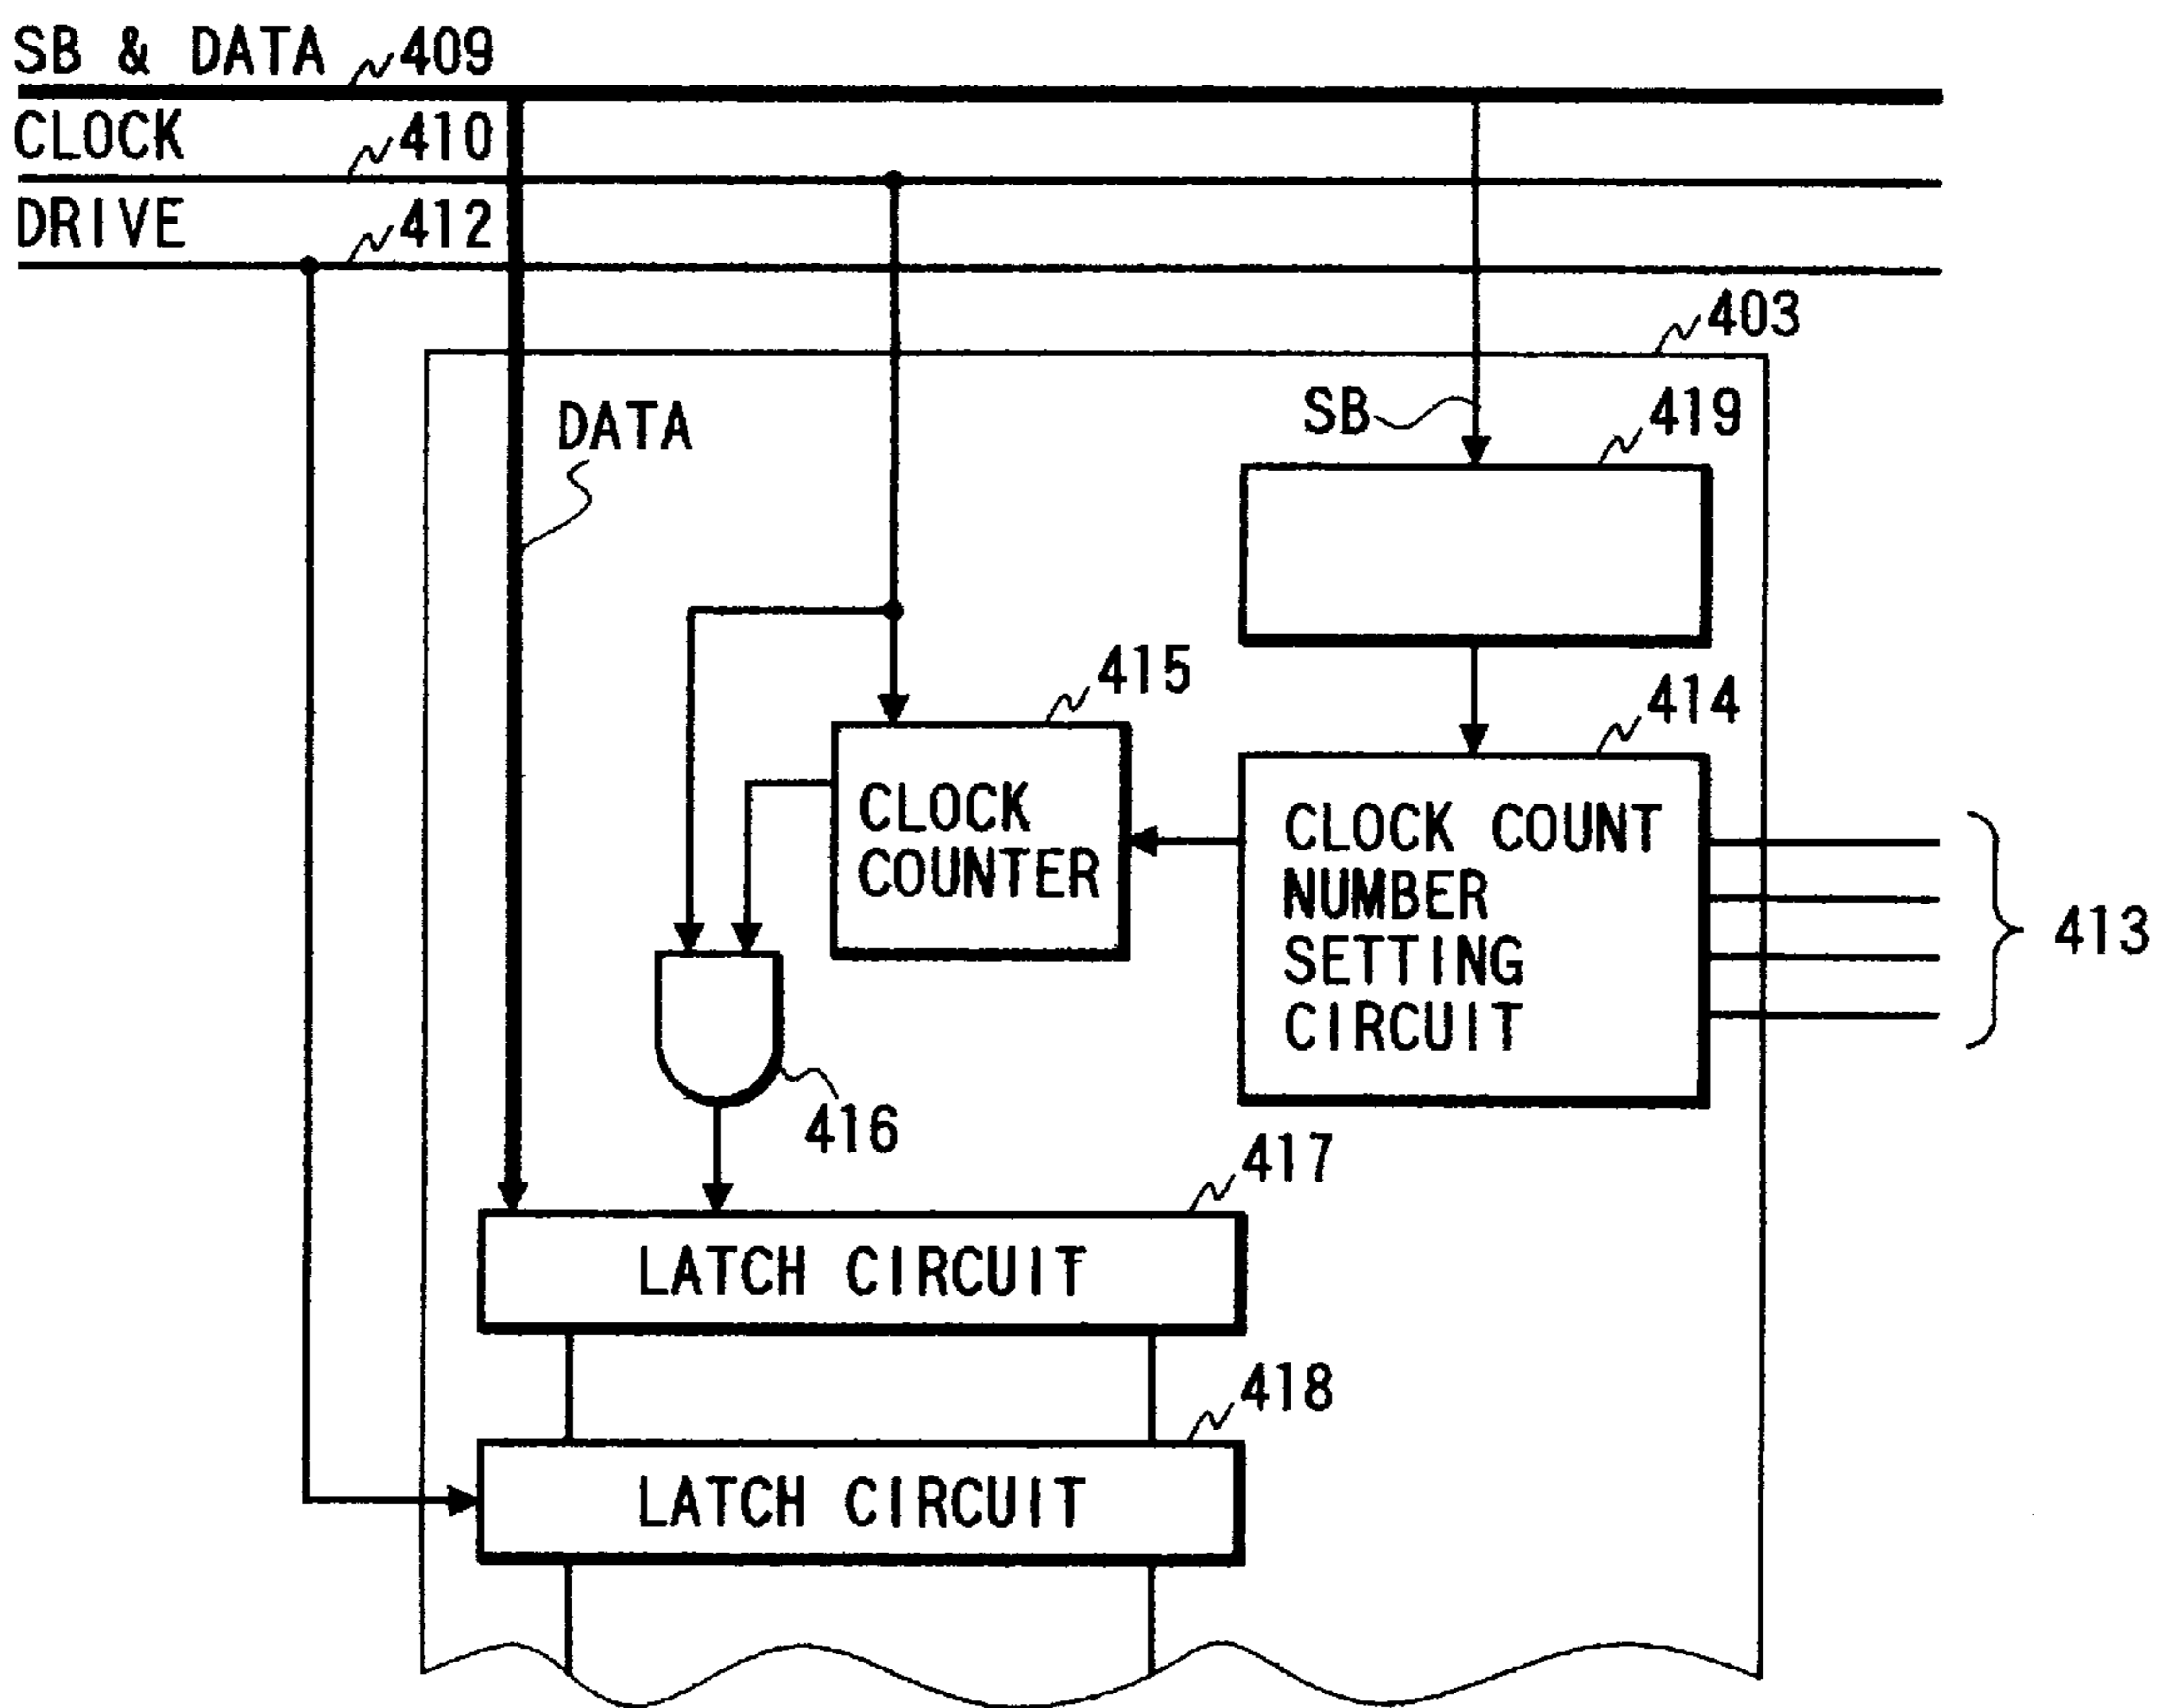 SB & DATA 409
CLOCK 410
DRIVE 412
403
SB
419
DATA
415
414
CLOCK
COUNTER
CLOCK COUNT
NUMBER
SETTING
CIRCUIT
413
416
417
LATCH CIRCUIT
418
LATCH CIRCUIT